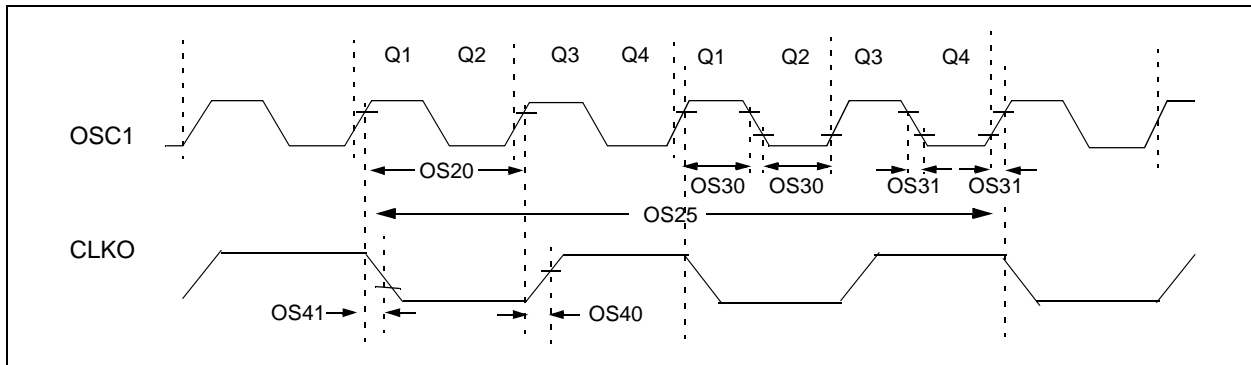 Q1 Q2 Q3 Q4 Q1 Q2 Q3 Q4
OSC1
OS20 OS30 OS30 OS31 OS31
OS25
CLKO
OS41 OS40